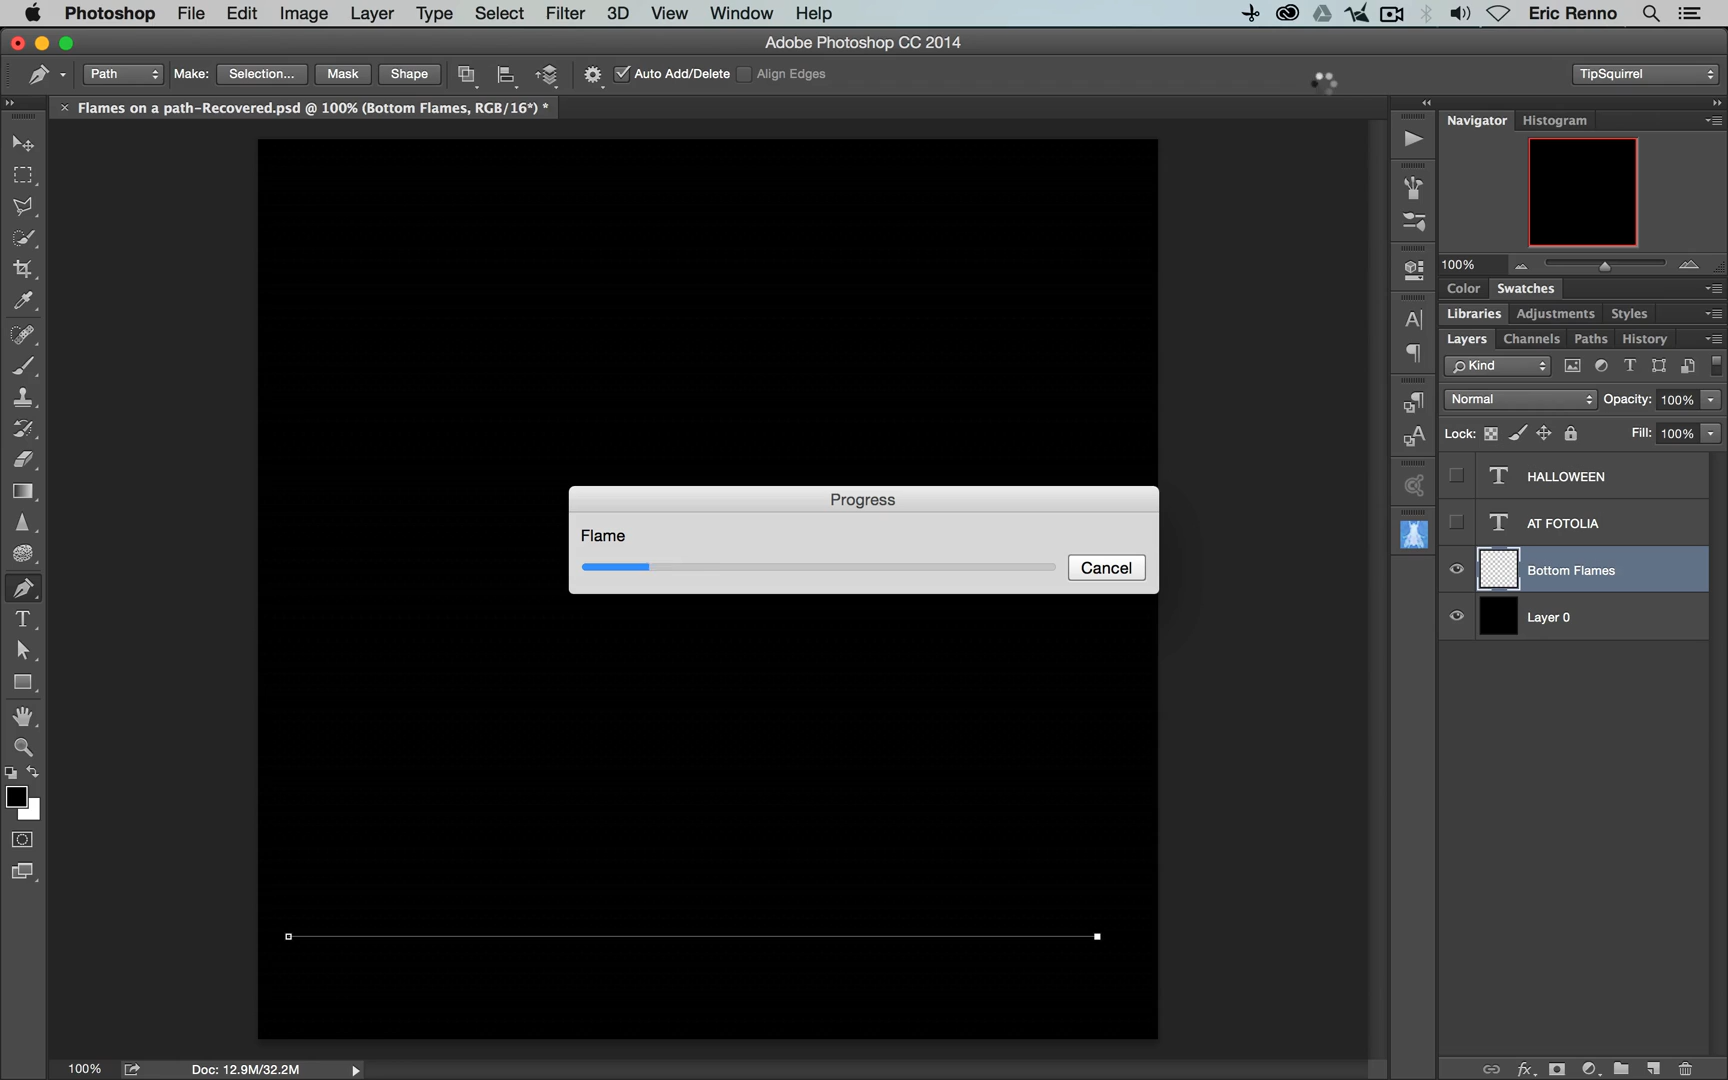 Photoshop File Edit Image Layer Type Select Filter 3D View Window Help Eric Renno
Adobe Photoshop CC 2014
Path Make: Selection... Mask Shape Auto Add/Delete Align Edges TipSquirrel
Flames on a path-Recovered.psd @ 100% (Bottom Flames, RGB/16*) *
Navigator Histogram
100%
Color Swatches
Libraries Adjustments Styles
Layers Channels Paths History
Kind
Normal Opacity: 100%
Lock: Fill: 100%
HALLOWEEN
AT FOTOLIA
Bottom Flames
Layer 0
Progress
Flame
Cancel
100% Doc: 12.9M/32.2M